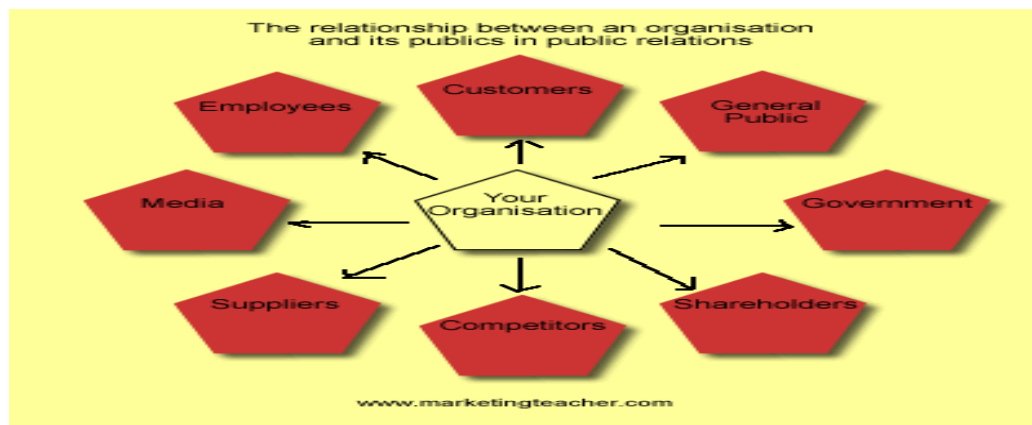 The relationship between an organisation
and its publics in public relations
Employees
Customers
General
Public
Media
Your
Organisation
Government
Suppliers
Competitors
Shareholders
www.marketingteacher.com